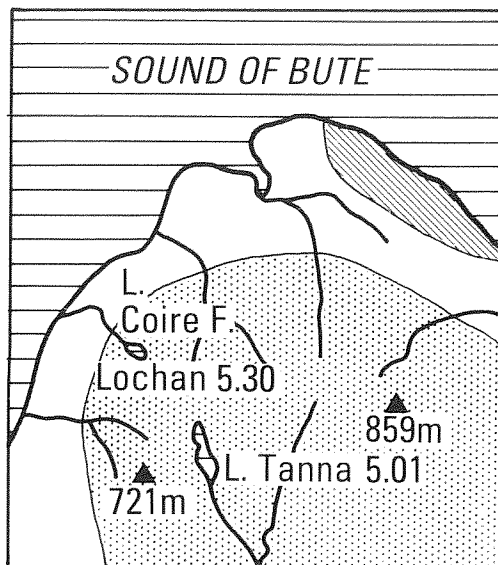 SOUND OF BUTE
L.
Coire F.
Lochan 5.30
859m
L. Tanna 5.01
721m